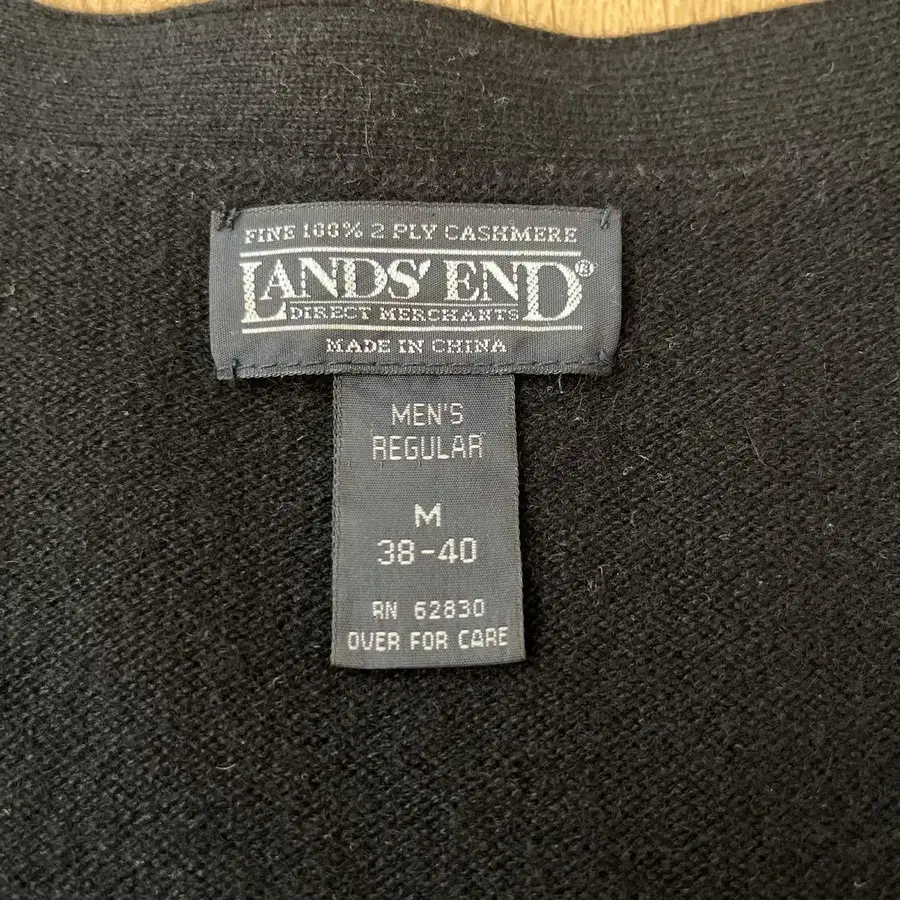 FINE 100% 2 PLY CASHMERE
LANDS' END®
DIRECT MERCHANTS
MADE IN CHINA
MEN'S
REGULAR
M
38-40
RN 62830
OVER FOR CARE